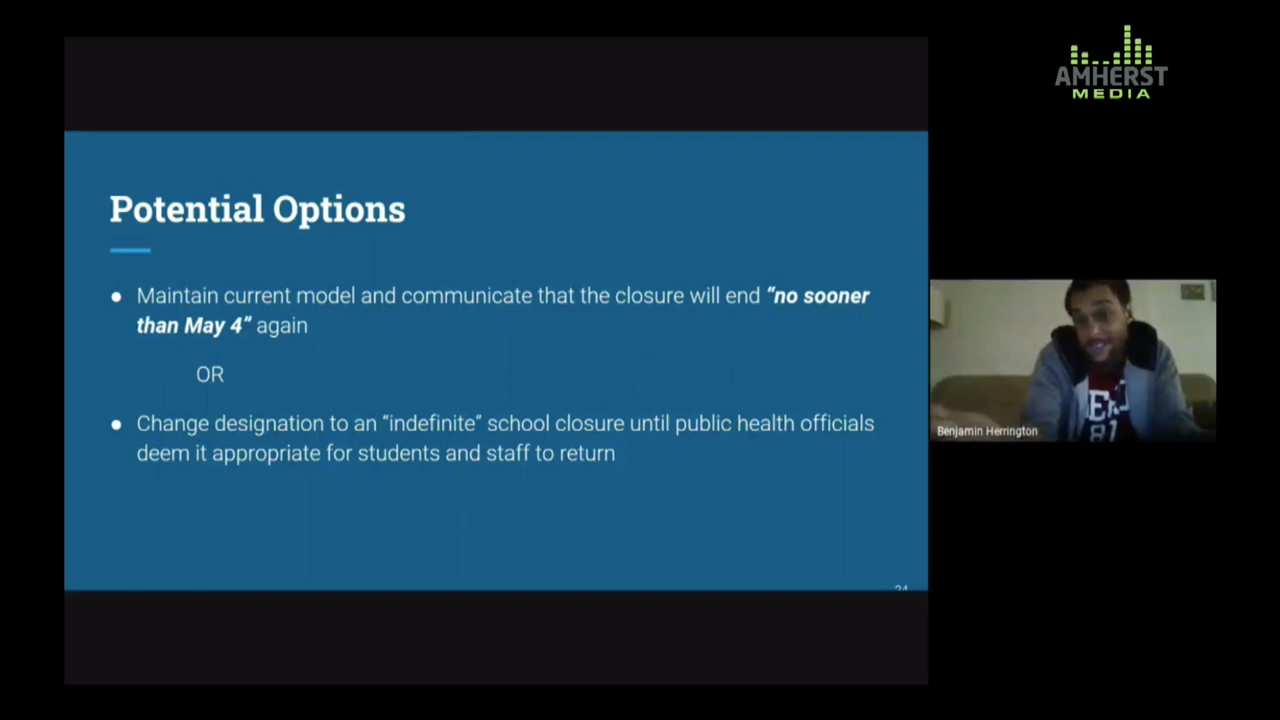 AMHERST
MEDIA
Potential Options
● Maintain current model and communicate that the closure will end “no sooner
than May 4” again
OR
● Change designation to an “indefinite” school closure until public health officials
deem it appropriate for students and staff to return
Benjamin Herrington
81
24